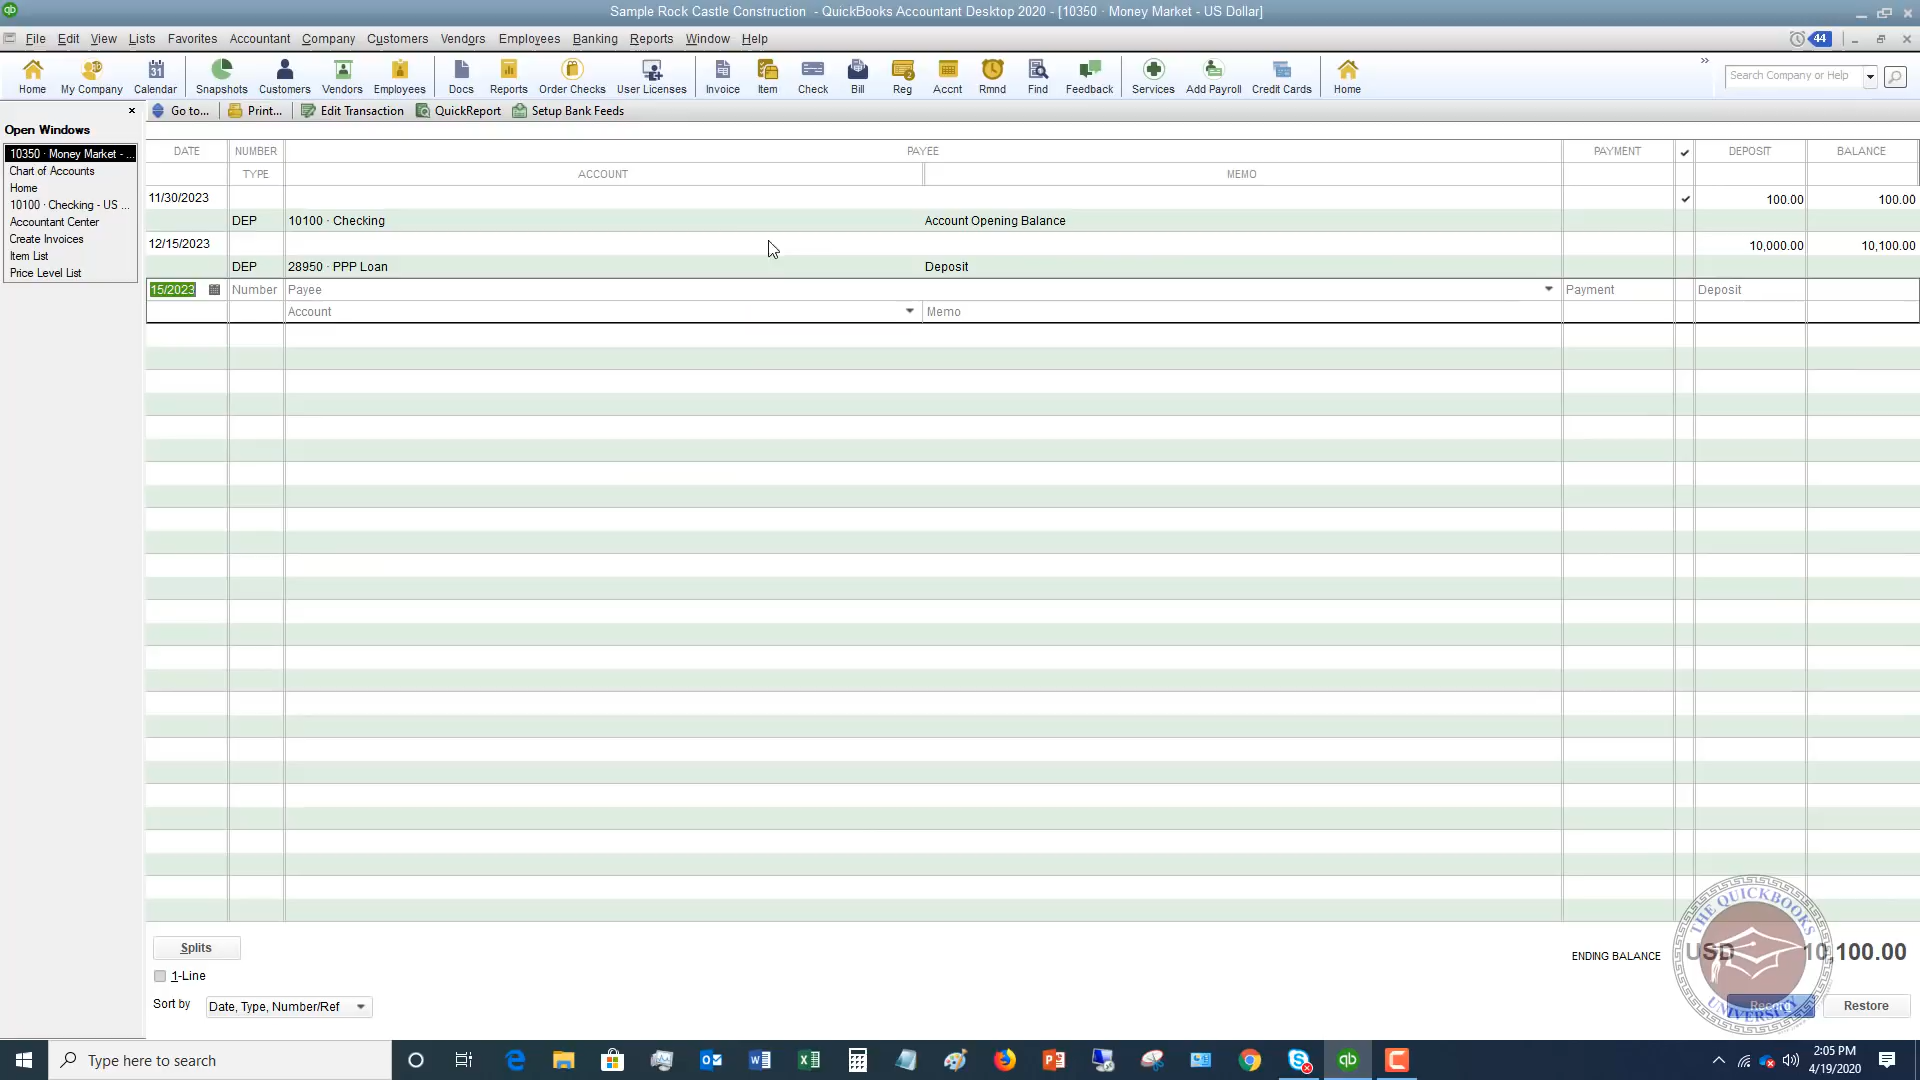 Sample Rock Castle Construction - QuickBooks Accountant Desktop 2020 - [10350 · Money Market - US Dollar]
File Edit View Lists Favorites Accountant Company Customers Vendors Employees Banking Reports Window Help
44
Home My Company Calendar Snapshots Customers Vendors Employees Docs Reports Order Checks User Licenses Invoice Item Check Bill Reg Accnt Rmnd Find Feedback Services Add Payroll Credit Cards Home
Search Company or Help
Go to... Print... Edit Transaction QuickReport Setup Bank Feeds
Open Windows
10350 · Money Market - ...
Chart of Accounts
Home
10100 · Checking - US ...
Accountant Center
Create Invoices
Item List
Price Level List
DATE NUMBER PAYEE PAYMENT ✓ DEPOSIT BALANCE
TYPE ACCOUNT MEMO
11/30/2023 ✓ 100.00 100.00
DEP 10100 · Checking Account Opening Balance
12/15/2023 10,000.00 10,100.00
DEP 28950 · PPP Loan Deposit
15/2023 Number Payee Payment Deposit
Account Memo
Splits
1-Line
Sort by Date, Type, Number/Ref
ENDING BALANCE USD 10,100.00
Record Restore
THE QUICKBOOKS
UNIVERSITY
Type here to search
2:05 PM
4/19/2020